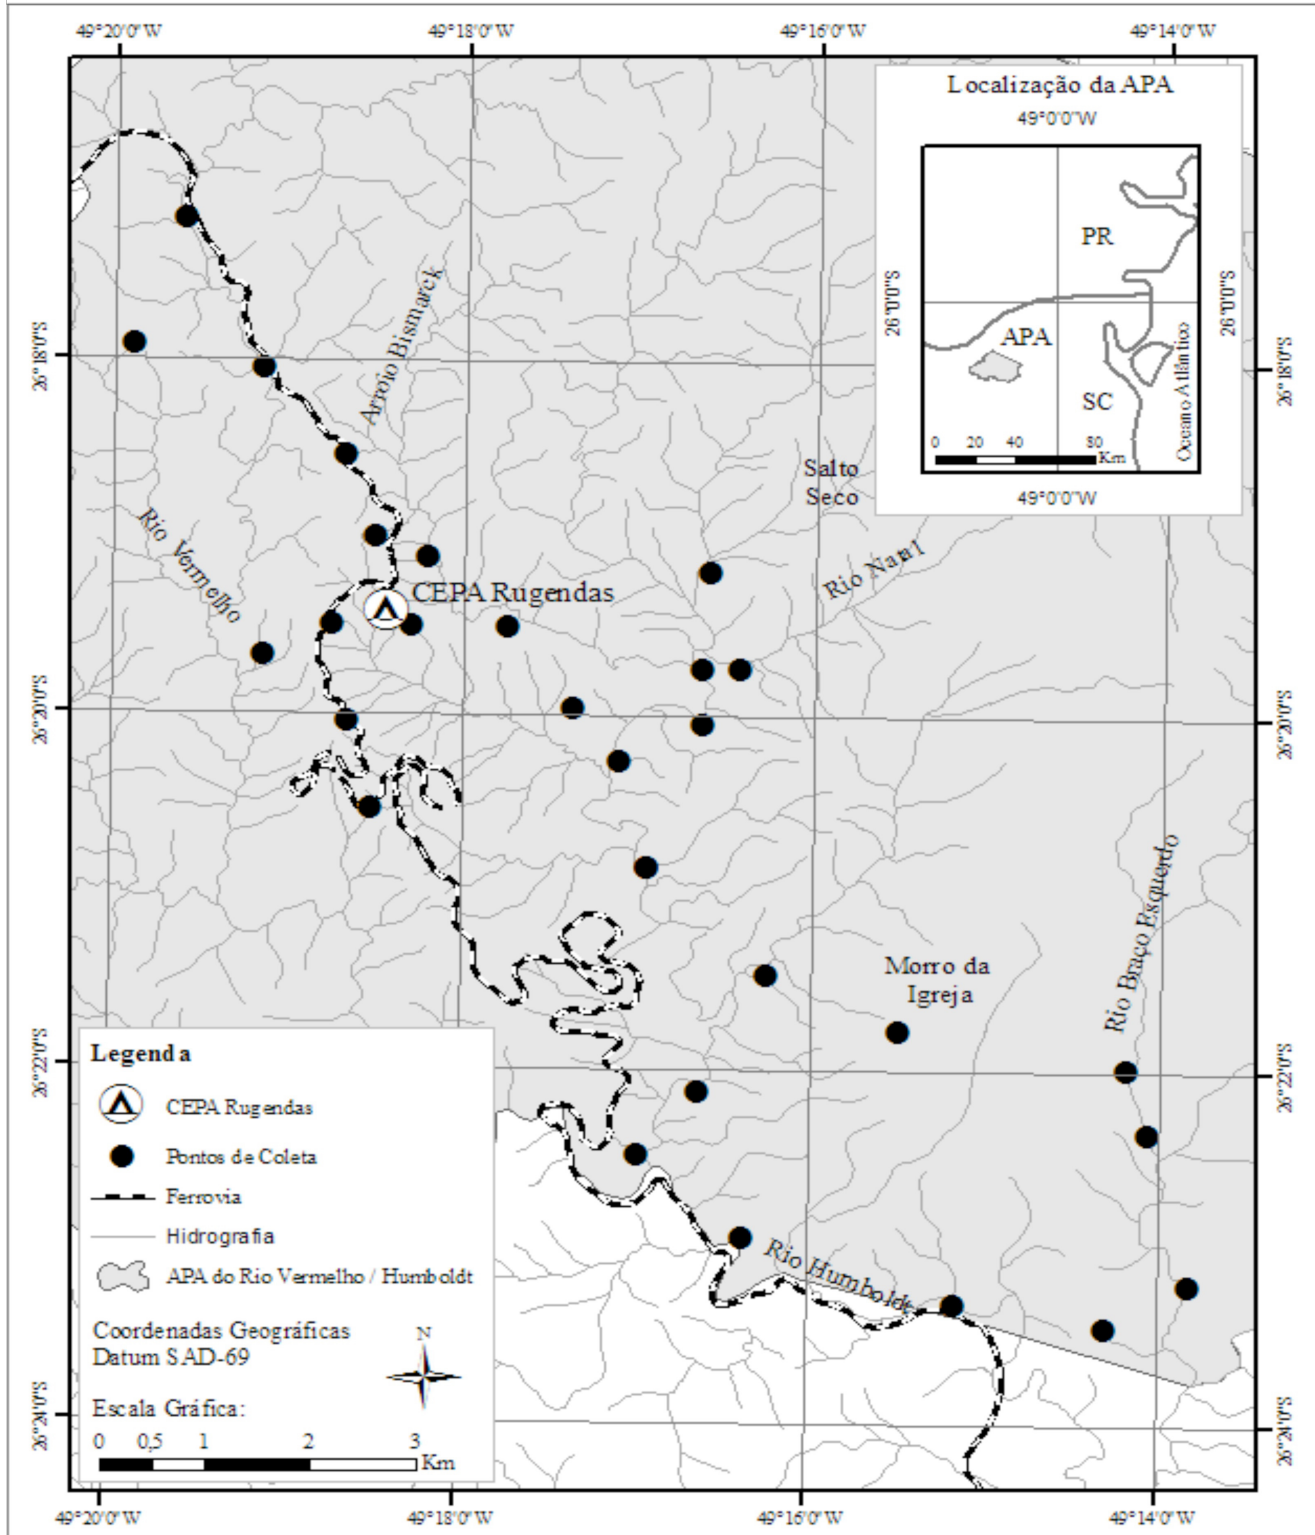 49°20'0"W 49°18'0"W 49°16'0"W 49°14'0"W
Localização da APA
49°0'0"W
PR
26°0'0"S
26°0'0"S
APA
SC
Oceano Atlântico
0 20 40 80
Km
49°0'0"W
26°18'0"S
26°18'0"S
Arroio Bismarck
Salto
Seco
Rio Vermelho
Rio Natal
CEPA Rugendas
26°20'0"S
26°20'0"S
Rio Braço Esquerdo
Morro da
Igreja
26°22'0"S
26°22'0"S
Rio Humboldt
Legenda
CEPA Rugendas
Pontos de Coleta
Ferrovia
Hidrografia
APA do Rio Vermelho / Humboldt
Coordenadas Geográficas
Datum SAD-69
N
Escala Gráfica:
0 0,5 1 2 3
Km
26°24'0"S
26°24'0"S
49°20'0"W 49°18'0"W 49°16'0"W 49°14'0"W